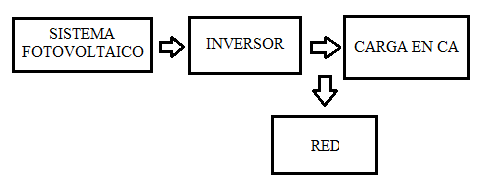 SISTEMA
FOTOVOLTAICO
INVERSOR
CARGA EN CA
RED